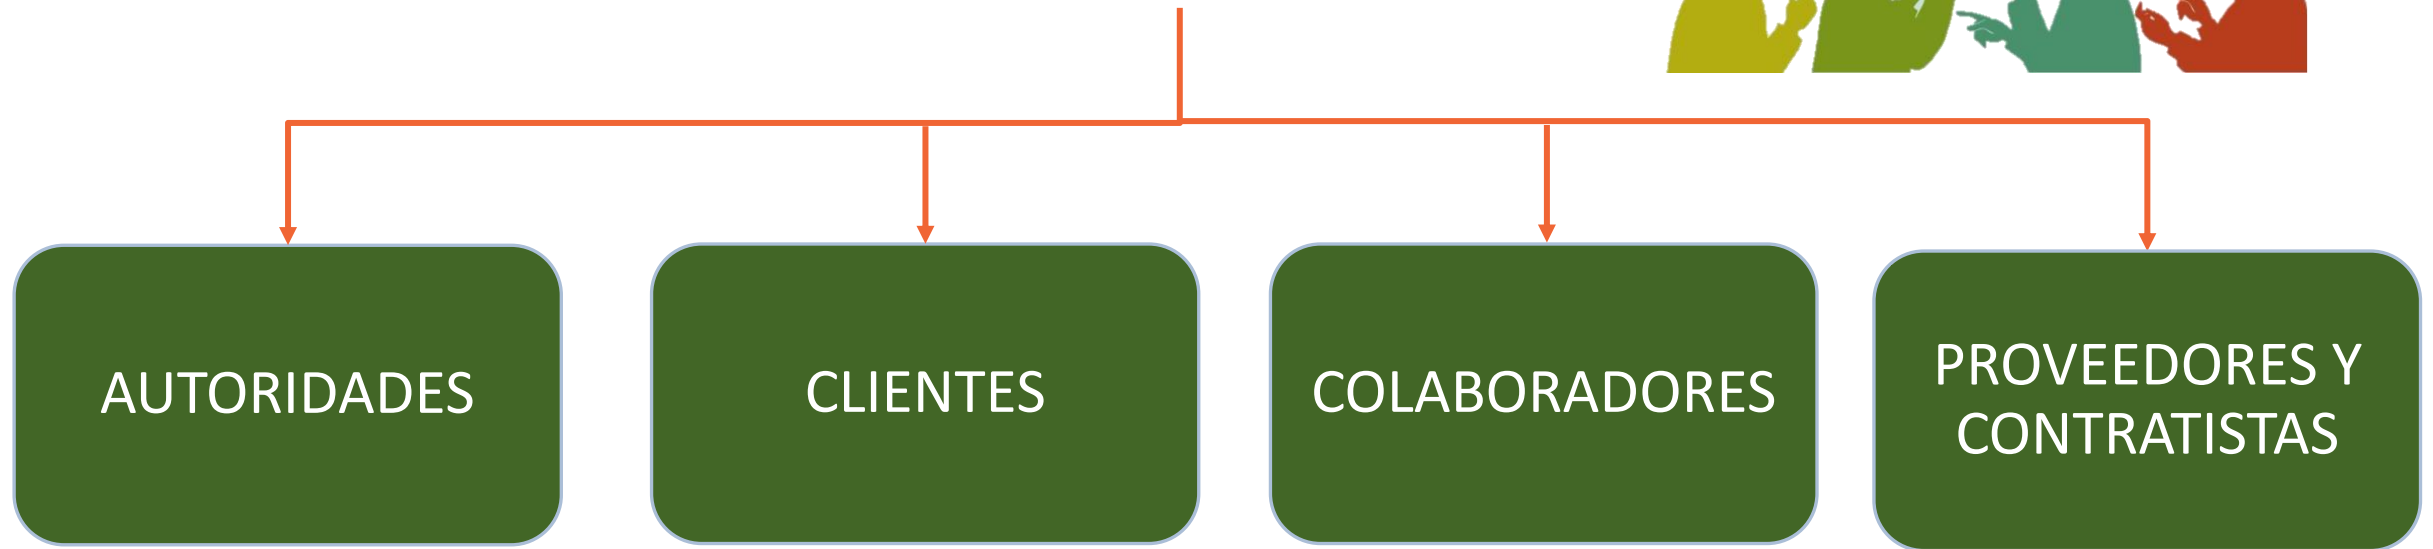 AUTORIDADES
CLIENTES
COLABORADORES
PROVEEDORES Y
CONTRATISTAS